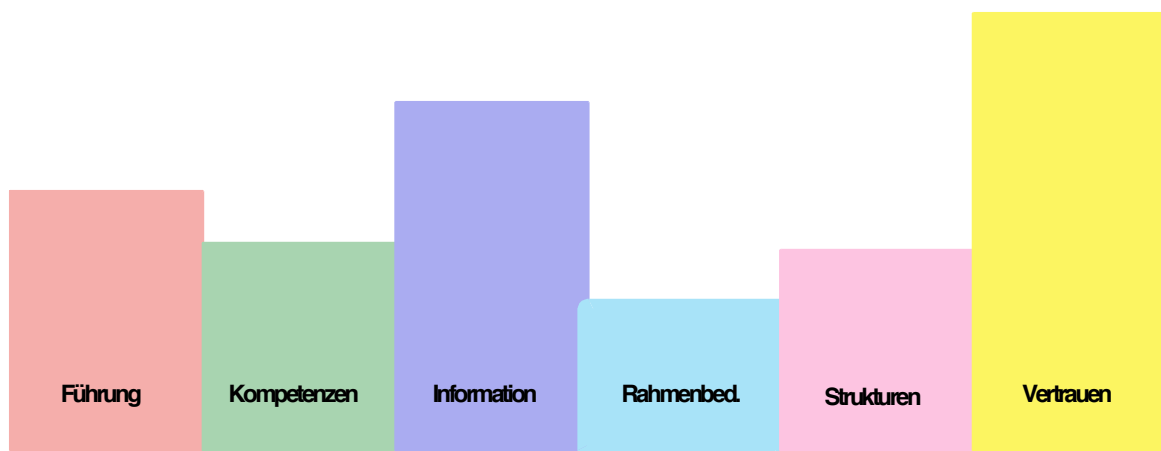 Führung
Kompetenzen
Information
Rahmenbed.
Strukturen
Vertrauen